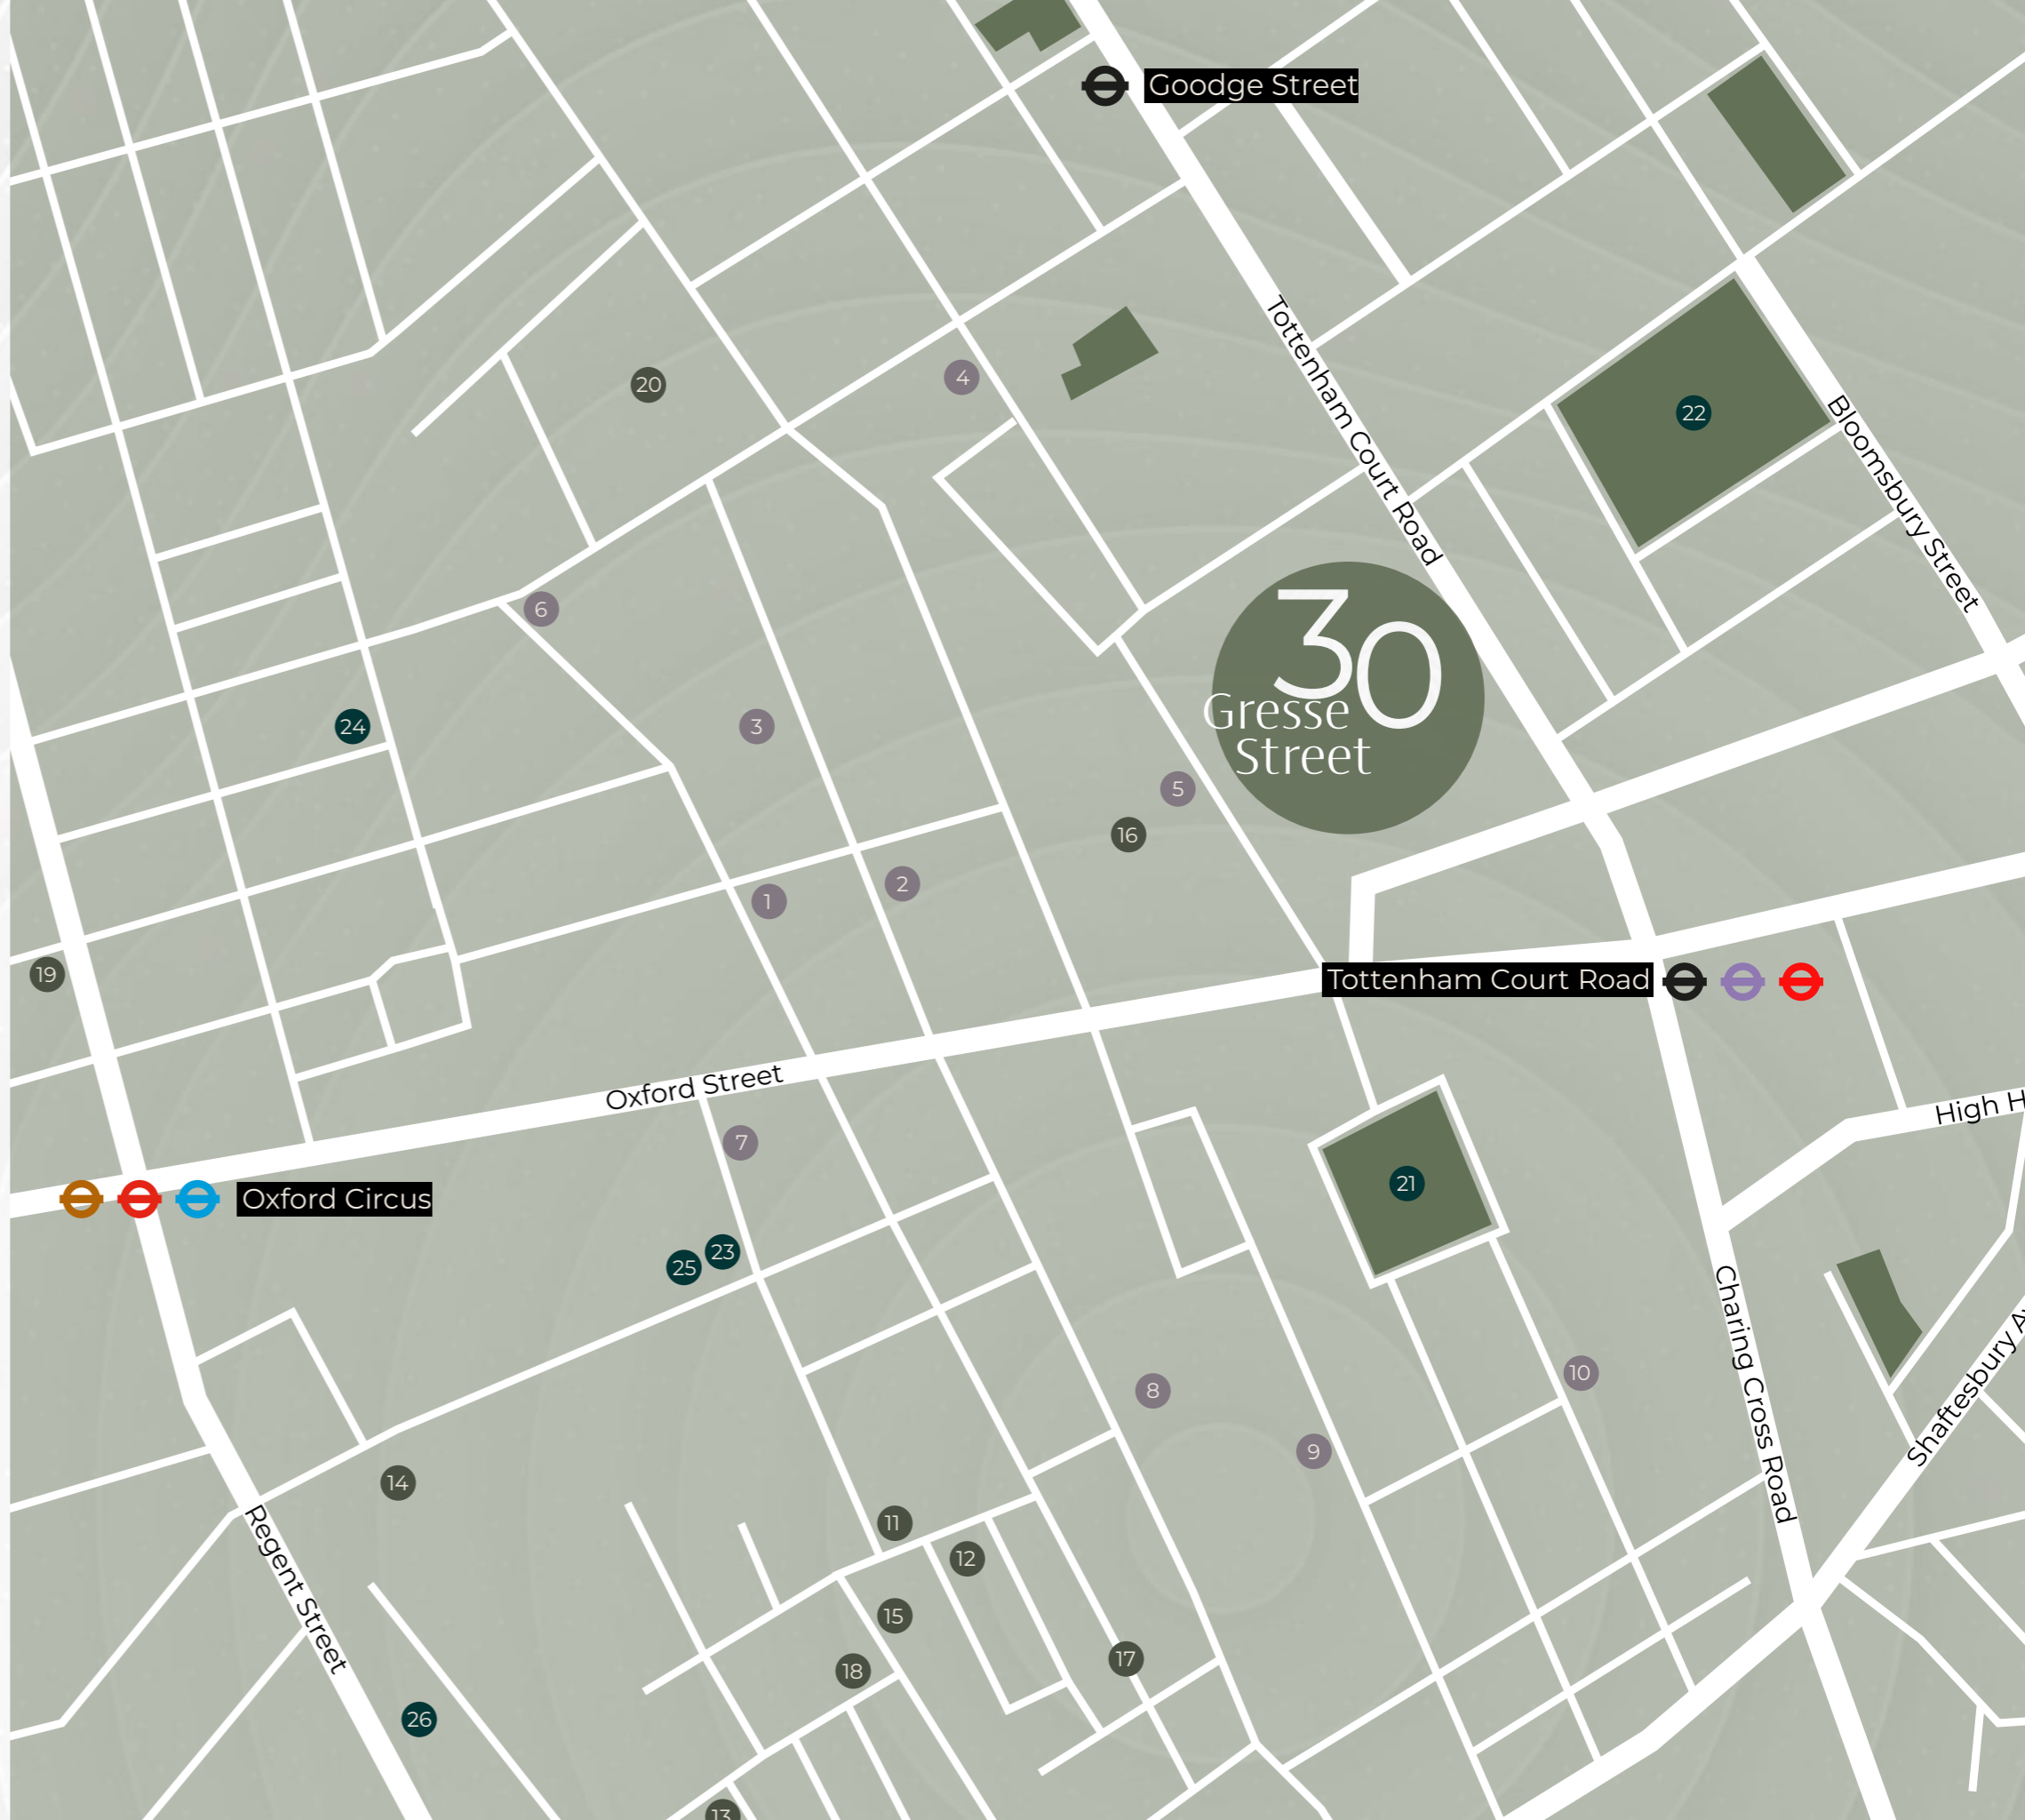 Goodge Street
Tottenham Court Road
20
4
22
Bloomsbury Street
6
30
Gresse
Street
24
3
5
16
1
2
19
Tottenham Court Road
Oxford Street
High H
7
21
Oxford Circus
23
25
Charing Cross Road
Shaftesbury A
10
8
9
14
Regent Street
11
12
15
17
18
26
13